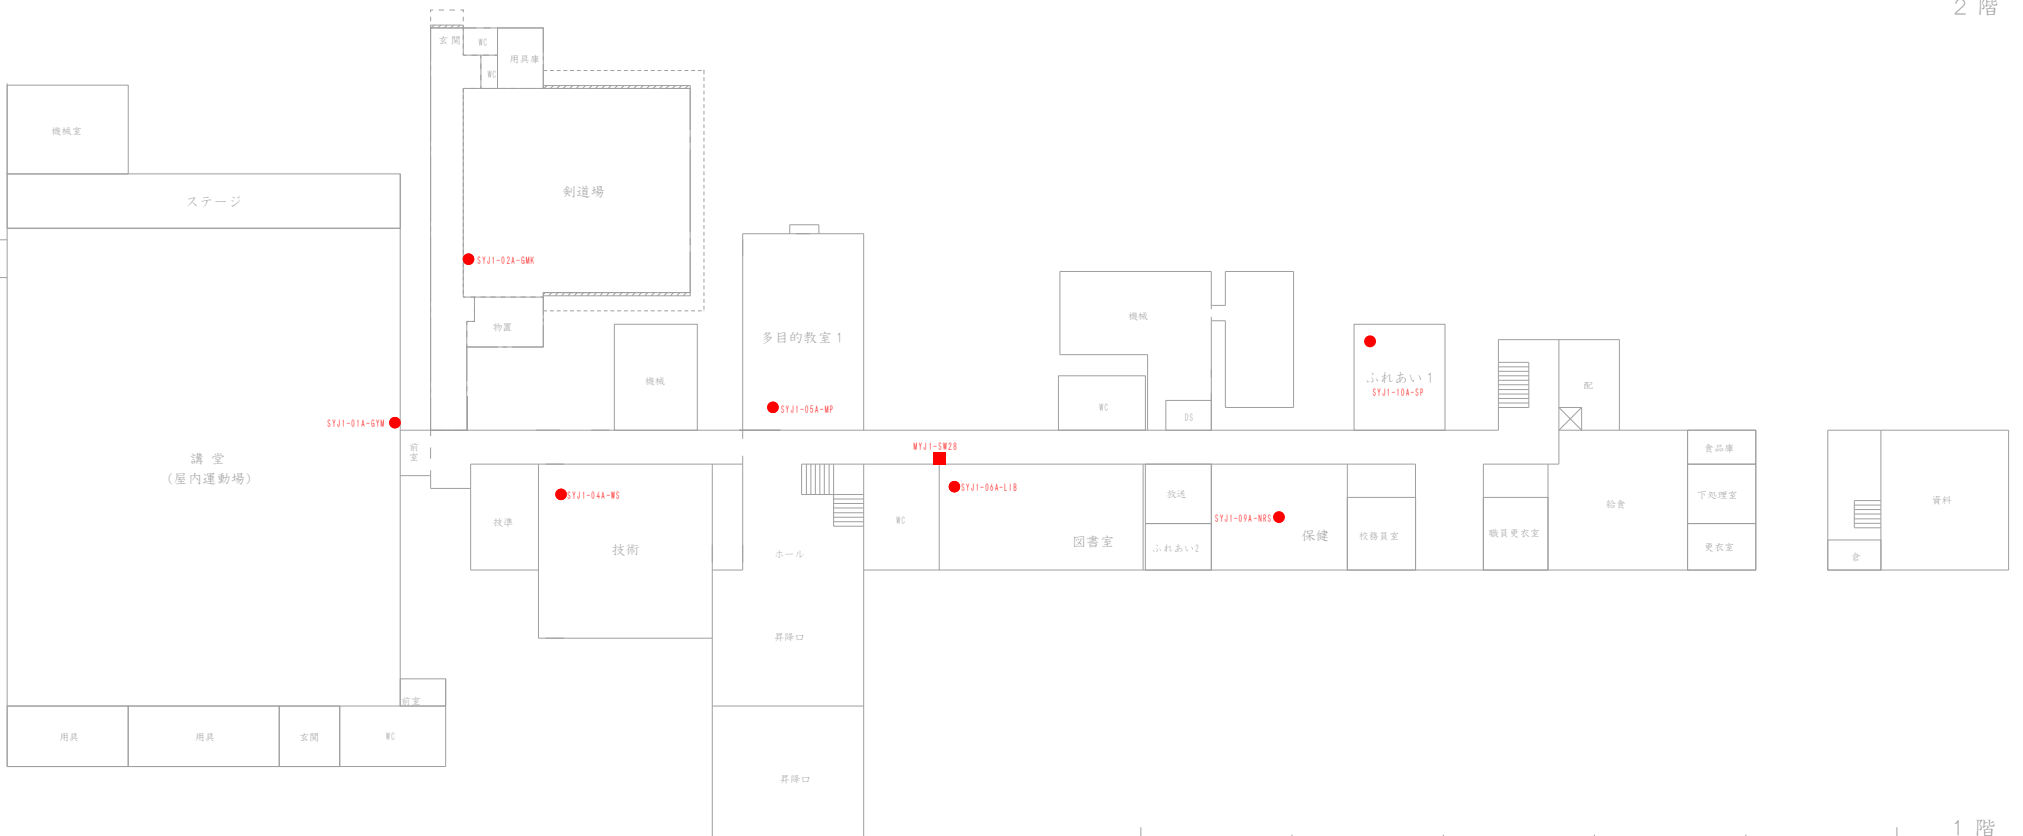 2 階
玄関
WC
用具庫
WC
機械室
剣道場
ステージ
SYJ1-02A-GMK
物置
機械
多目的教室1
機械
ふれあい1
SYJ1-10A-SP
配
WC
DS
SYJ1-05A-MP
SYJ1-01A-GYM
前室
講堂
(屋内運動場)
MYJ1-SW28
食品庫
SYJ1-04A-WS
技準
技術
ホール
WC
SYJ1-06A-LIB
図書室
放送
ふれあい2
SYJ1-09A-NRS
保健
校務員室
職員更衣室
給食
下処理室
更衣室
資料
倉
昇降口
前室
用具
用具
玄関
WC
昇降口
1 階